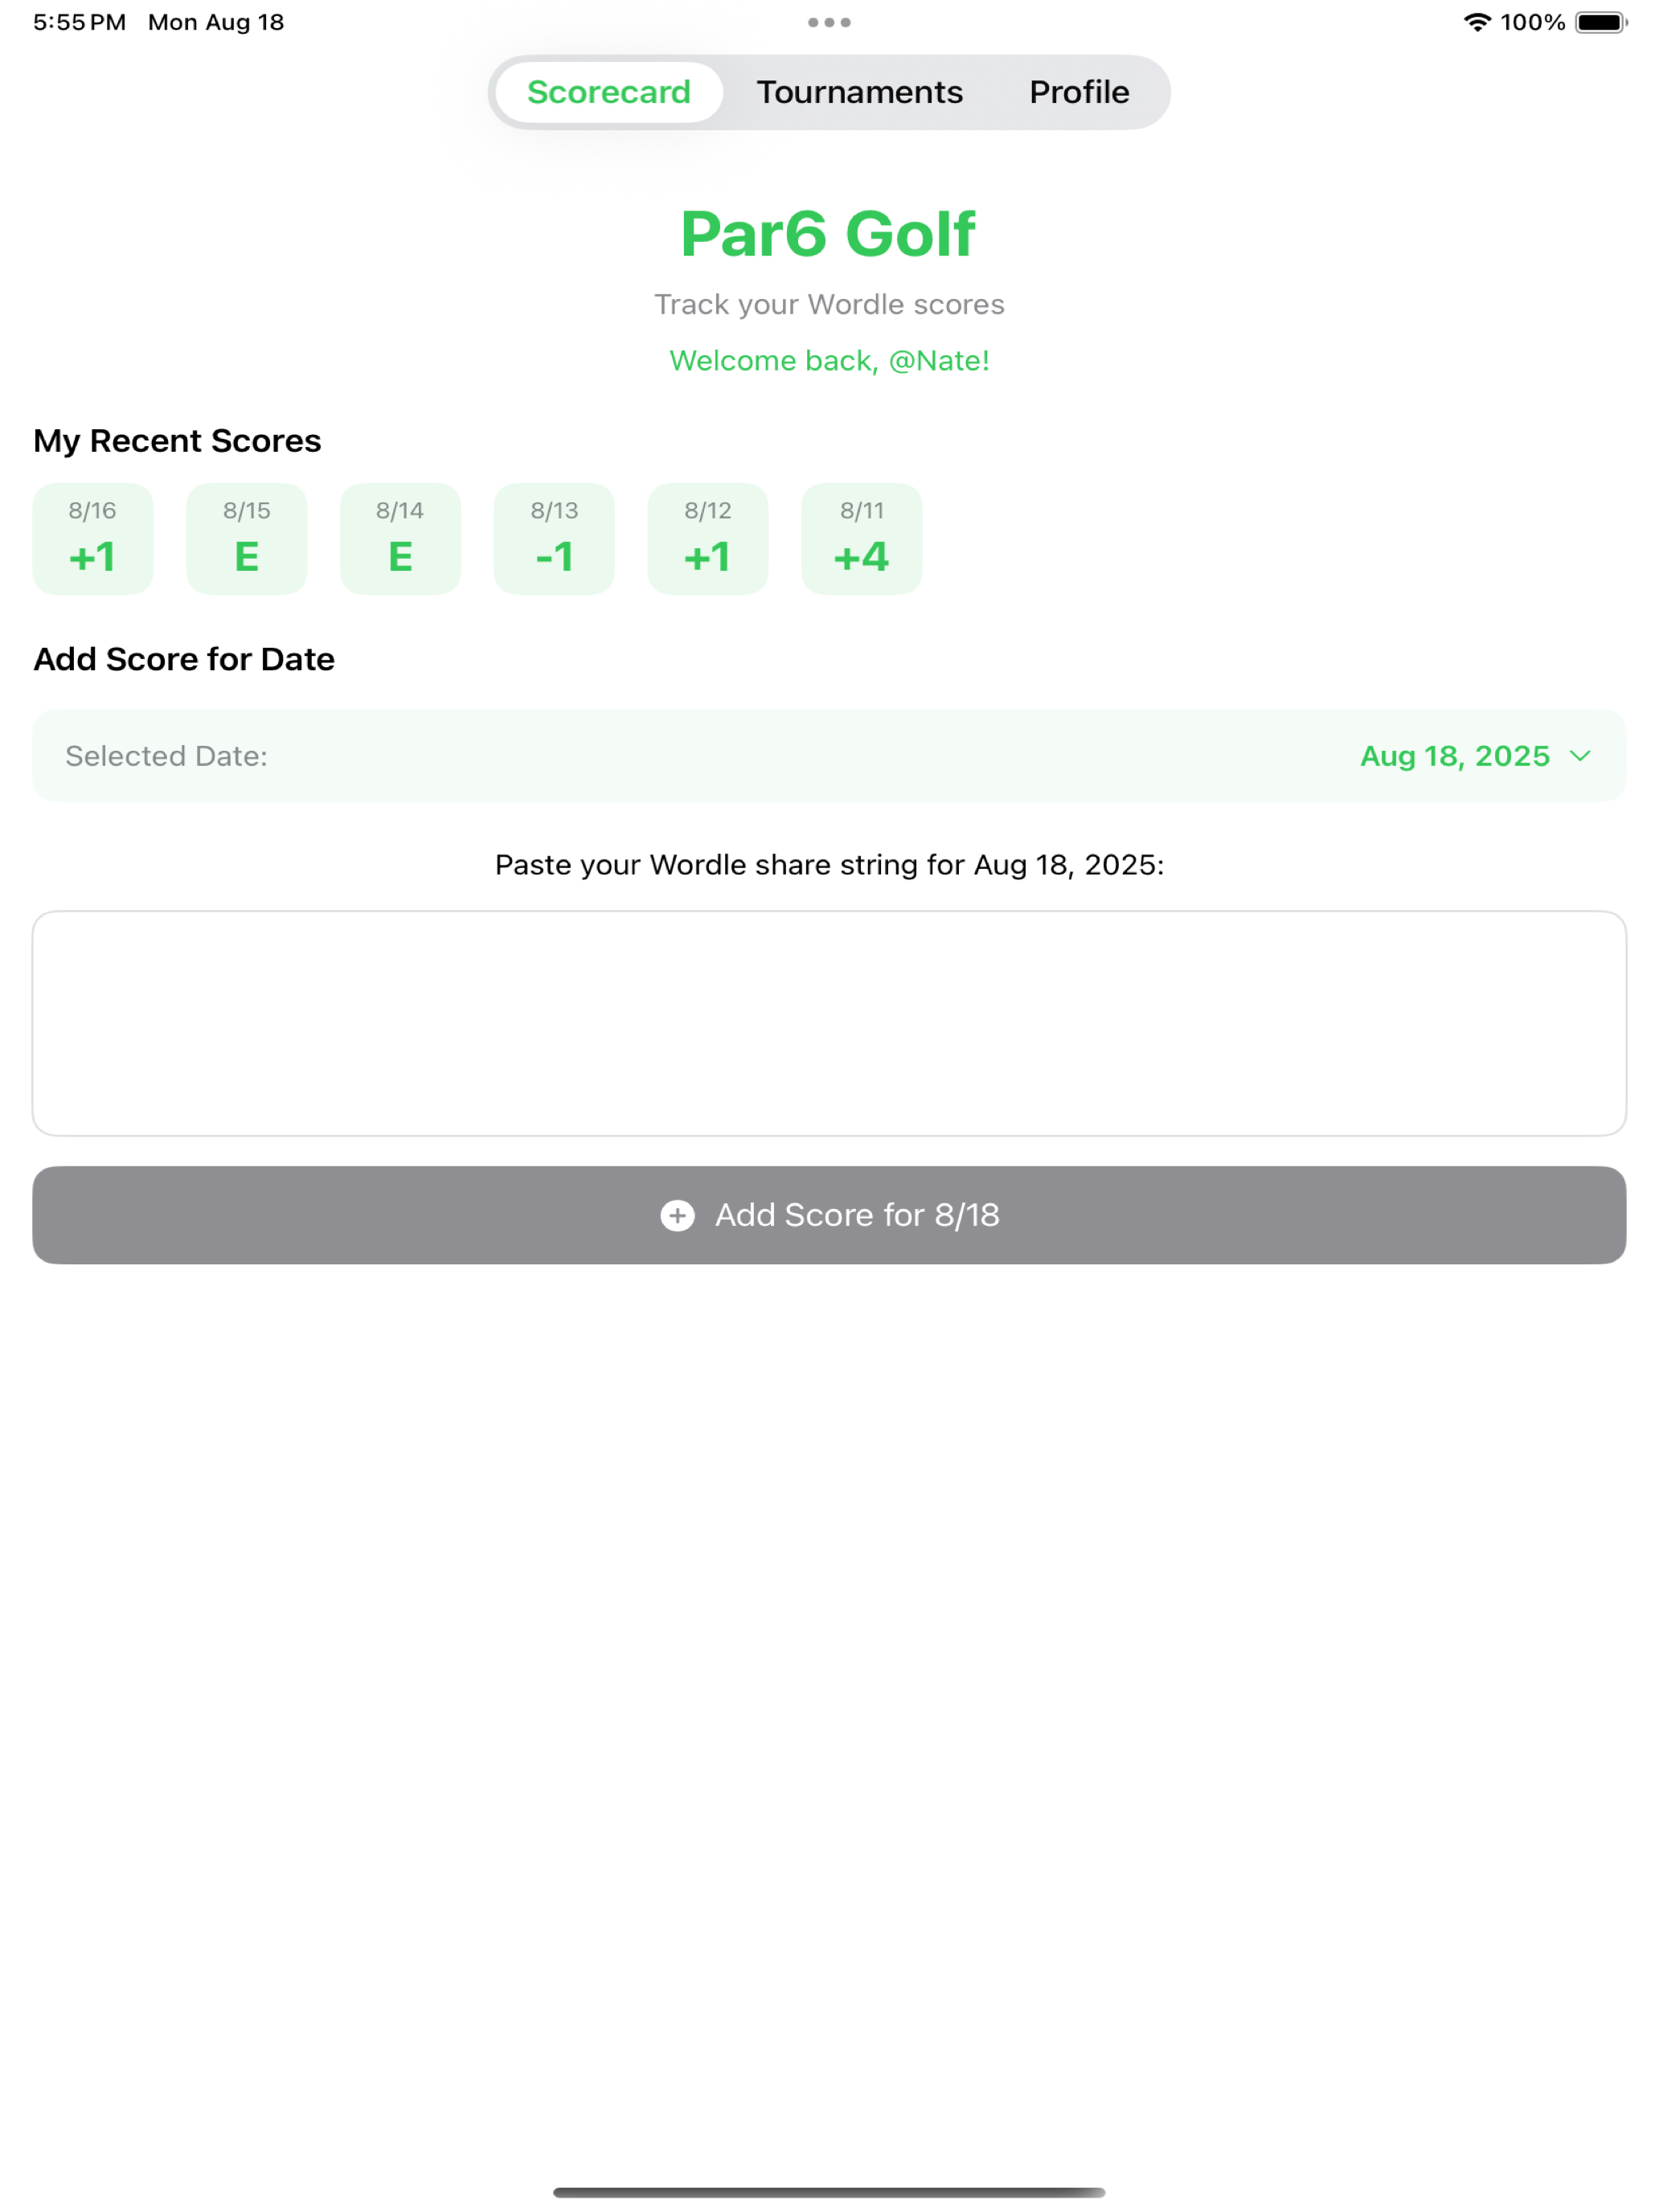 5:55 PM Mon Aug 18 100%
Scorecard Tournaments Profile
Par6 Golf
Track your Wordle scores
Welcome back, @Nate!
My Recent Scores
8/16 8/15 8/14 8/13 8/12 8/11
+1 E E -1 +1 +4
Add Score for Date
Selected Date: Aug 18, 2025
Paste your Wordle share string for Aug 18, 2025:
Add Score for 8/18